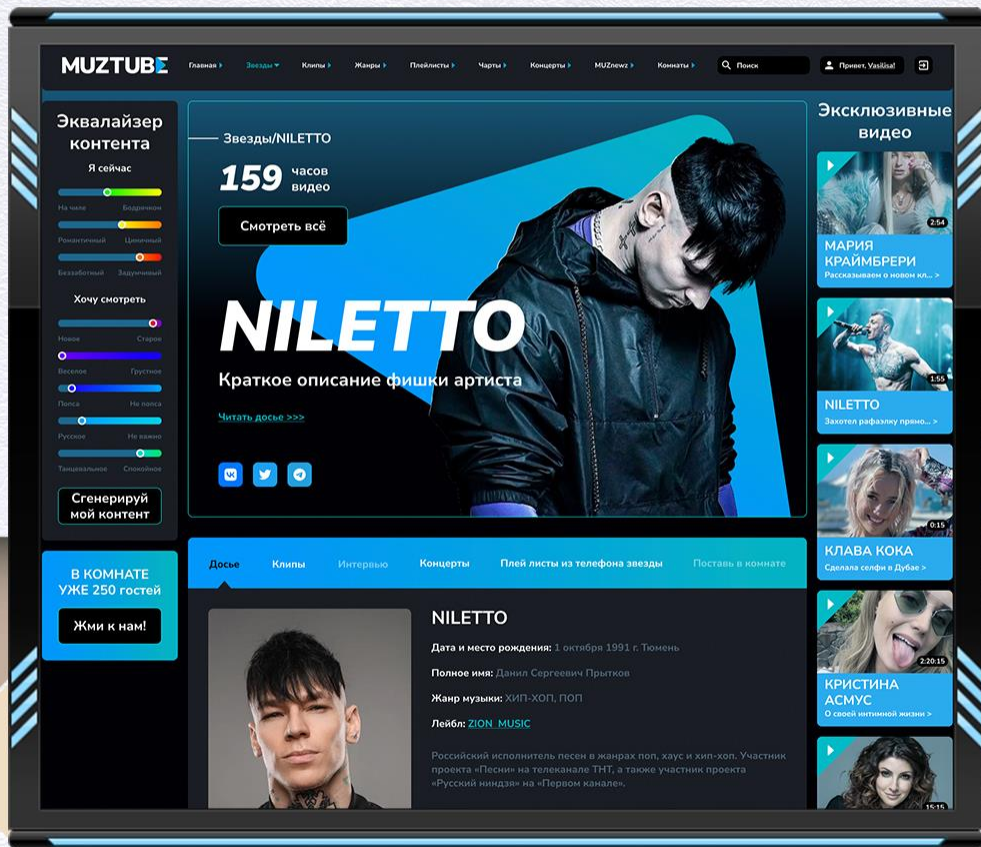 MUZTUBE
Главная
Звезды
Клипы
Жанры
Плейлисты
Чарты
Концерты
MUZnewz
Комнаты
Поиск
Привет, Vasilisa!
Эквалайзер
контента
Я сейчас
На чиле Бодрячком
Романтичный Циничный
Беззаботный Задумчивый
Хочу смотреть
Новое Старое
Веселое Грустное
Попса Не попса
Русское Не важно
Танцевальное Спокойное
Сгенерируй
мой контент
В КОМНАТЕ
УЖЕ 250 гостей
Жми к нам!
Звезды/NILETTO
159 часов
видео
Смотреть всё
NILETTO
Краткое описание фишки артиста
Читать досье >>>
Досье
Клипы
Интервью
Концерты
Плей листы из телефона звезды
Поставь в комнате
NILETTO
Дата и место рождения: 1 октября 1991 г. Тюмень
Полное имя: Данил Сергеевич Прытков
Жанр музыки: ХИП-ХОП, ПОП
Лейбл: ZION MUSIC
Российский исполнитель песен в жанрах поп, хаус и хип-хоп. Участник
проекта «Песни» на телеканале ТНТ, а также участник проекта
«Русский ниндзя» на «Первом канале».
Эксклюзивные
видео
2:54
МАРИЯ
КРАЙМБРЕРИ
Рассказываем о новом кл... >
1:55
NILETTO
Захотел рафаэлку прямо... >
0:15
КЛАВА КОКА
Сделала селфи в Дубае >
2:20:15
КРИСТИНА
АСМУС
О своей интимной жизни >
15:15